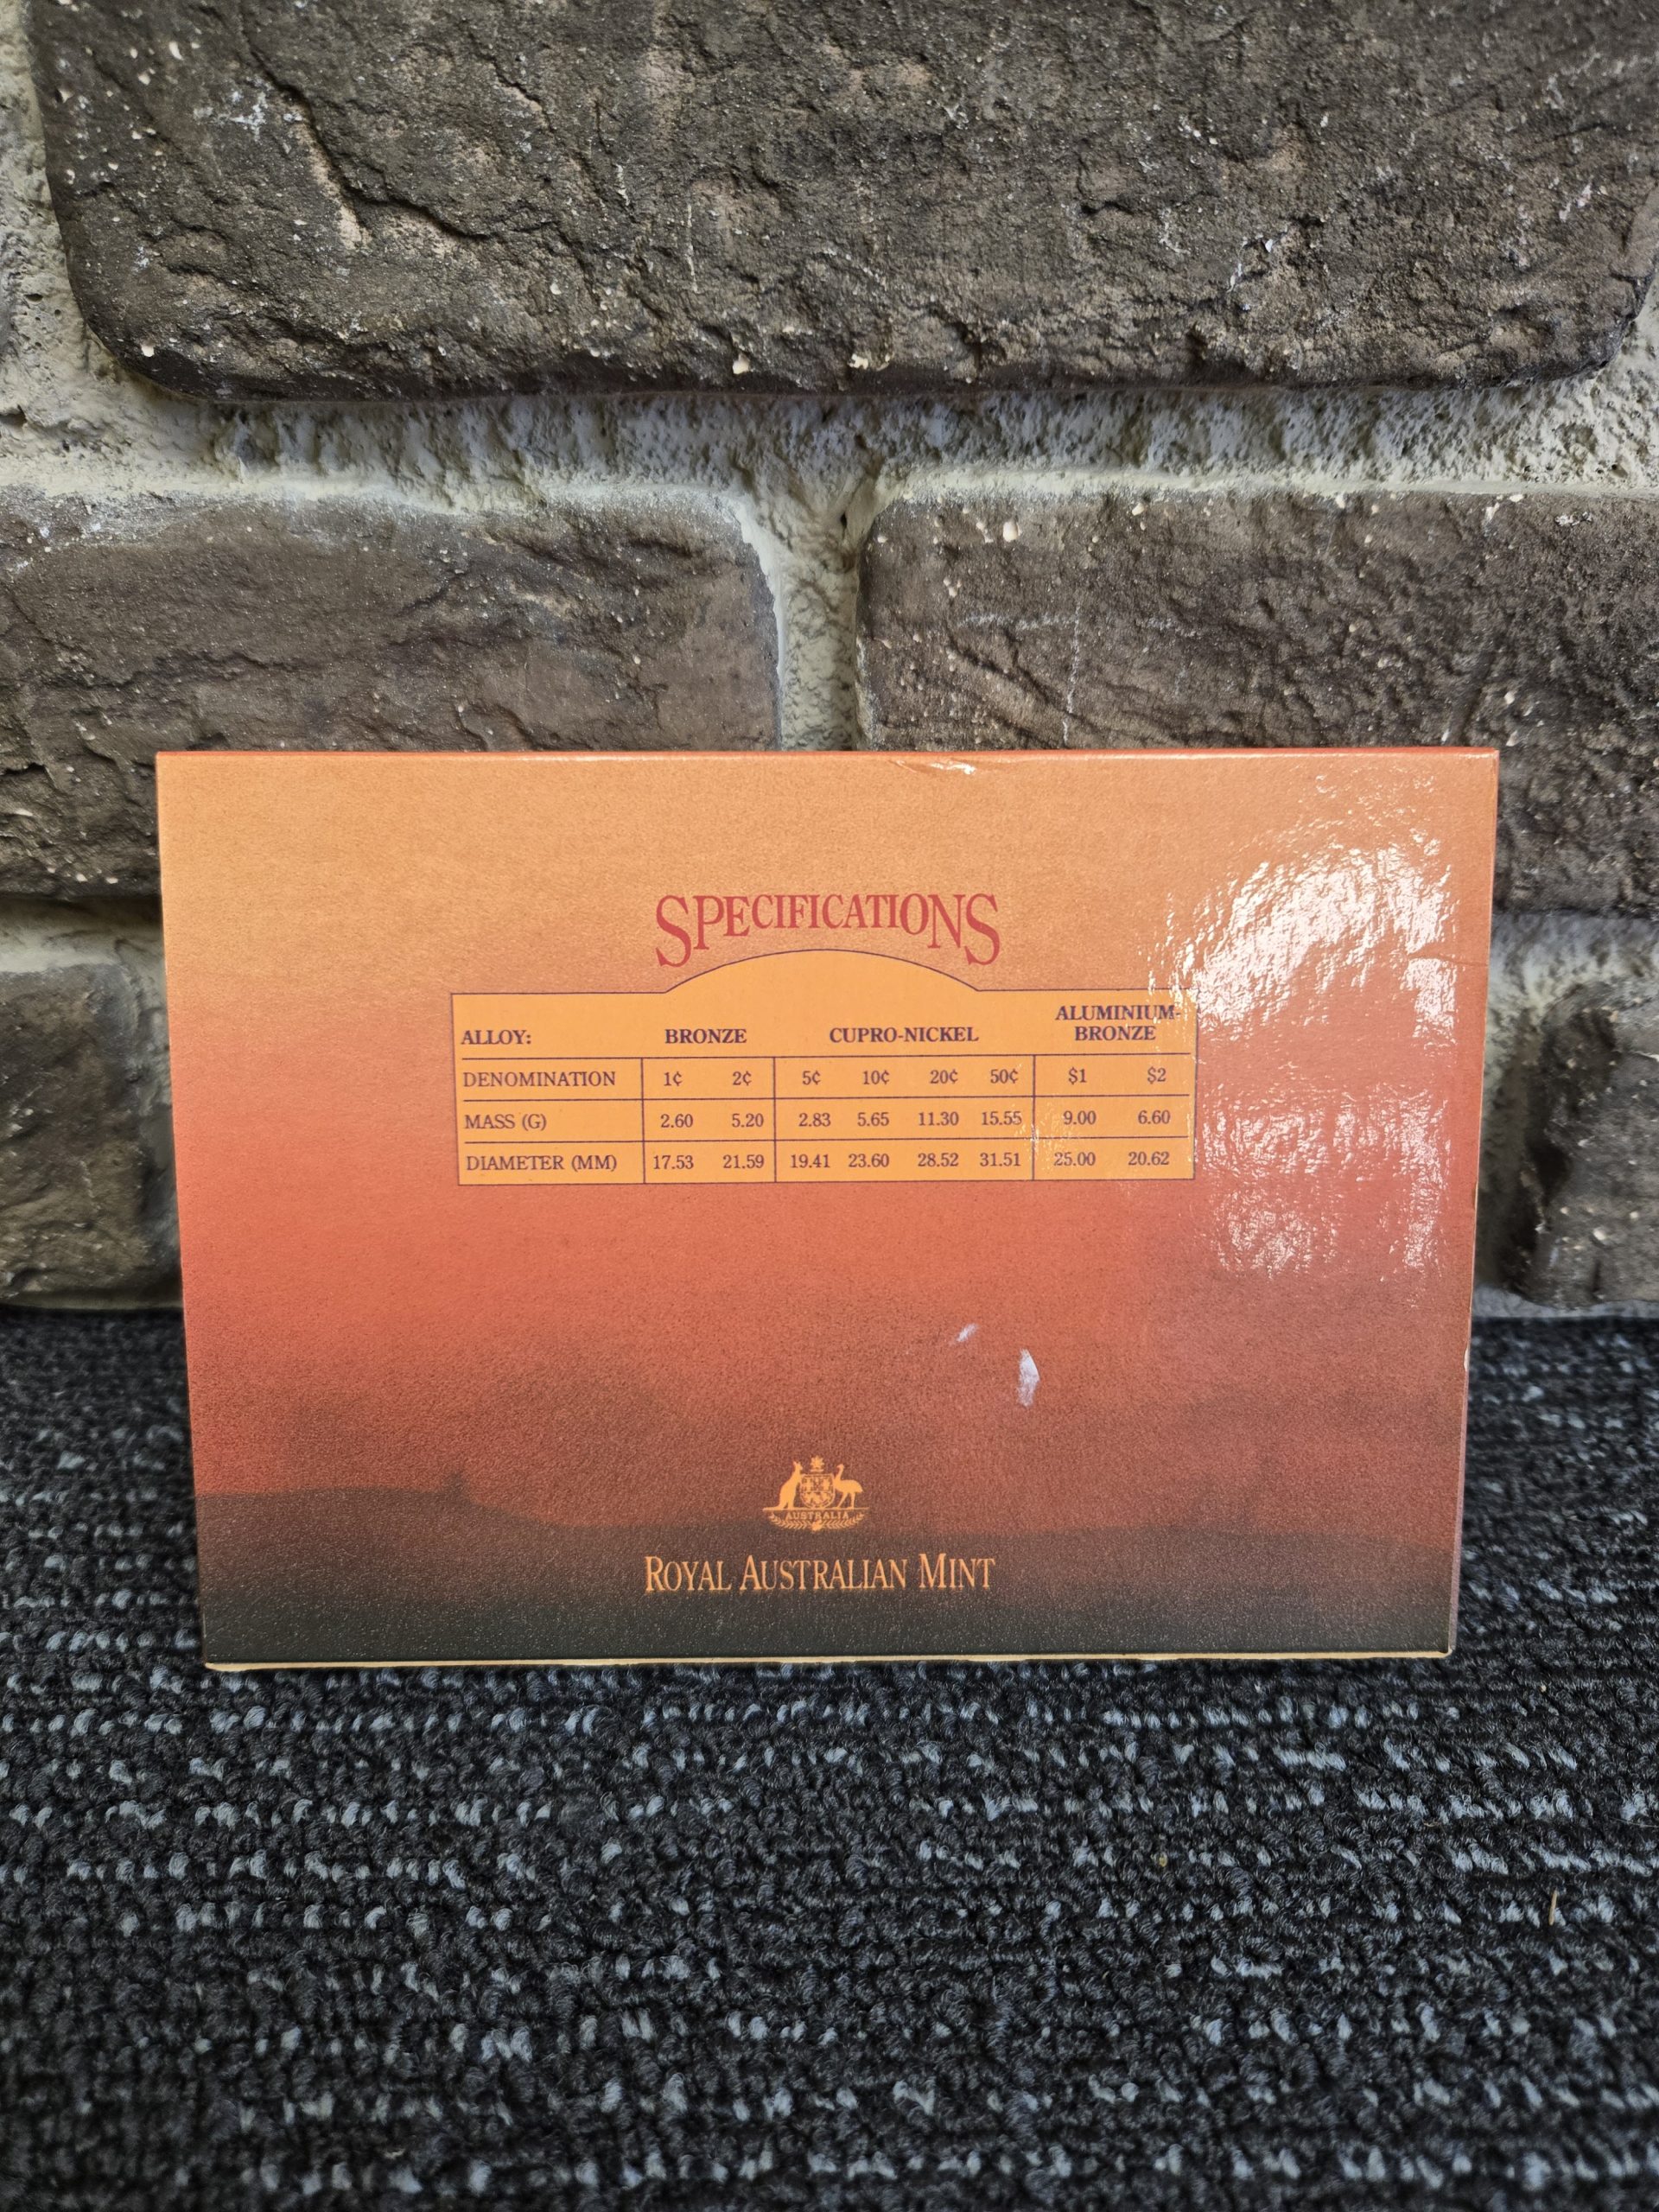 SPECIFICATIONS
ALLOY: BRONZE CUPRO-NICKEL ALUMINIUM-BRONZE
DENOMINATION 1¢ 2¢ 5¢ 10¢ 20¢ 50¢ $1 $2
MASS (G) 2.60 5.20 2.83 5.65 11.30 15.55 9.00 6.60
DIAMETER (MM) 17.53 21.59 19.41 23.60 28.52 31.51 25.00 20.62
AUSTRALIA
ROYAL AUSTRALIAN MINT